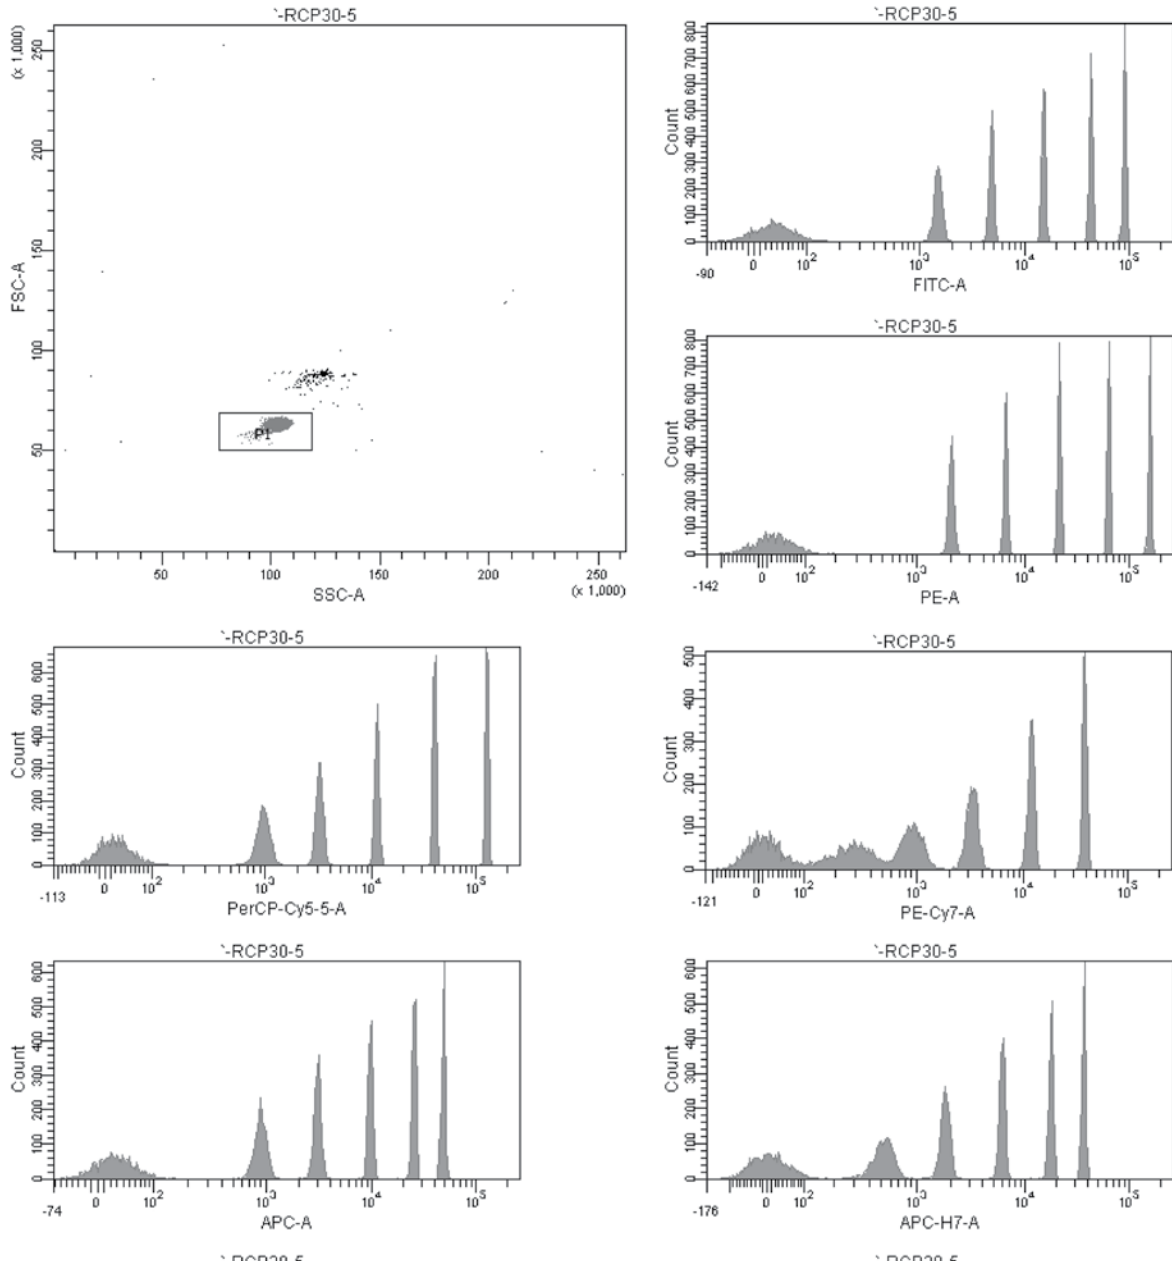 `-RCP30-5
(x 1,000)
250
200
150
100
50
FSC-A
P1
50 100 150 200 250
SSC-A
(x 1,000)
`-RCP30-5
Count
0 100 200 300 400 500 600 700 800
-90 0 10² 10³ 10⁴ 10⁵
FITC-A
`-RCP30-5
Count
0 100 200 300 400 500 600 700 800
-142 0 10² 10³ 10⁴ 10⁵
PE-A
`-RCP30-5
Count
0 100 200 300 400 500 600
-113 0 10² 10³ 10⁴ 10⁵
PerCP-Cy5-5-A
`-RCP30-5
Count
0 100 200 300 400 500
-121 0 10² 10³ 10⁴ 10⁵
PE-Cy7-A
`-RCP30-5
Count
0 100 200 300 400 500 600
-74 0 10² 10³ 10⁴ 10⁵
APC-A
`-RCP30-5
Count
0 100 200 300 400 500 600
-176 0 10² 10³ 10⁴ 10⁵
APC-H7-A